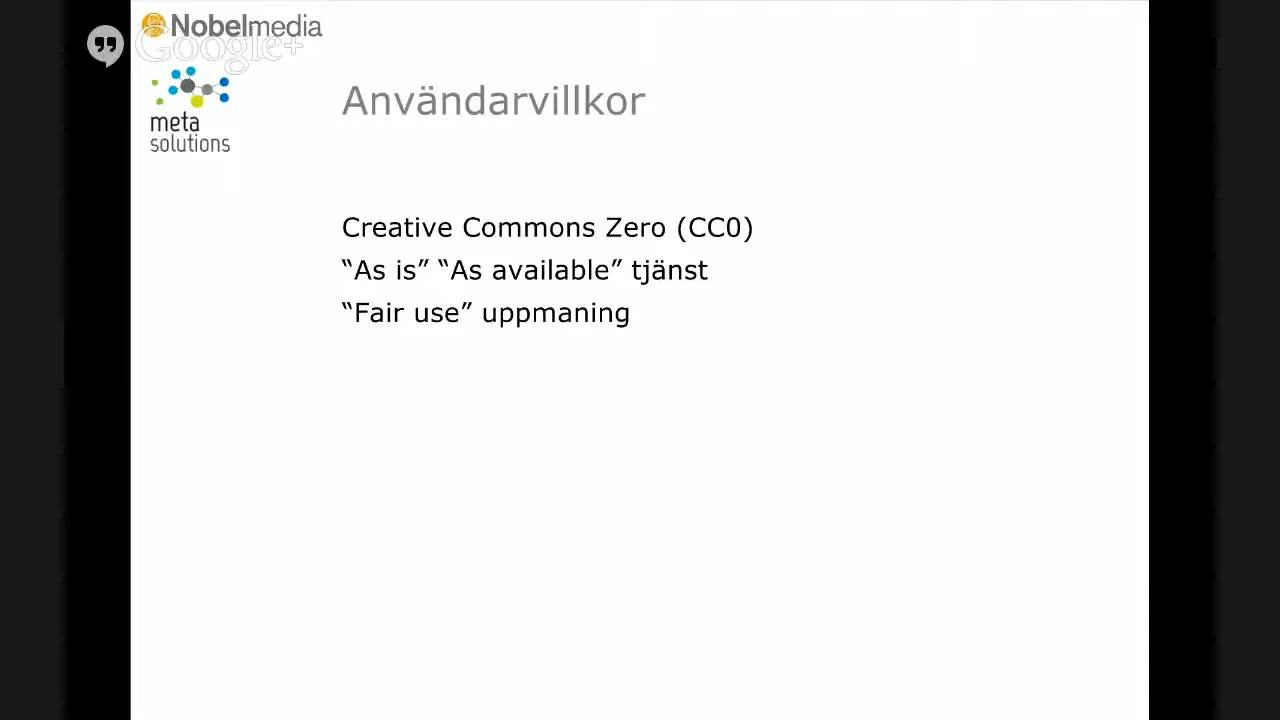 Nobelmedia
Google+
meta
solutions
Användarvillkor
Creative Commons Zero (CC0)
“As is” “As available” tjänst
“Fair use” uppmaning